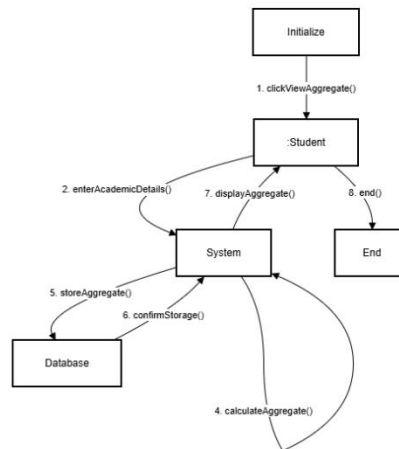 Initialize
1. clickViewAggregate()
:Student
2. enterAcademicDetails()
7. displayAggregate()
8. end()
System
End
5. storeAggregate()
6. confirmStorage()
Database
4. calculateAggregate()